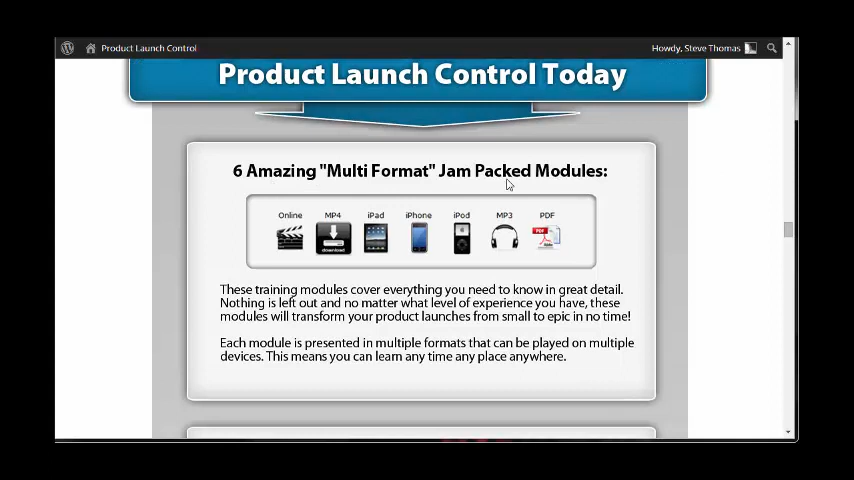 Product Launch Control
Howdy, Steve Thomas
Product Launch Control Today
6 Amazing "Multi Format" Jam Packed Modules:
Online MP4 iPad iPhone iPod MP3 PDF
download
PDF
These training modules cover everything you need to know in great detail.
Nothing is left out and no matter what level of experience you have, these
modules will transform your product launches from small to epic in no time!
Each module is presented in multiple formats that can be played on multiple
devices. This means you can learn any time any place anywhere.